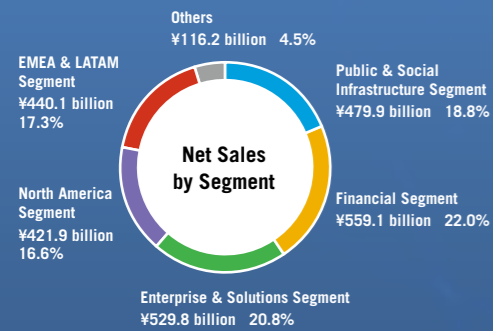 Others
¥116.2 billion 4.5%
EMEA & LATAM
Segment
¥440.1 billion
17.3%
Public & Social
Infrastructure Segment
¥479.9 billion 18.8%
Net Sales
by Segment
North America
Segment
¥421.9 billion
16.6%
Financial Segment
¥559.1 billion 22.0%
Enterprise & Solutions Segment
¥529.8 billion 20.8%